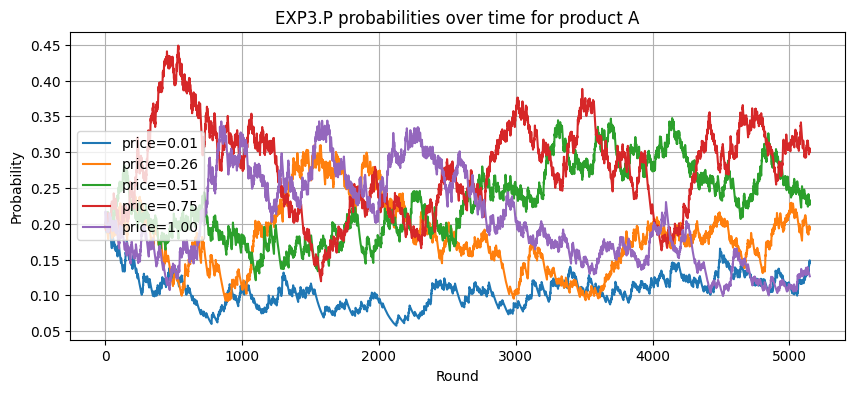 EXP3.P probabilities over time for product A
Probability
0.45
0.40
0.35
0.30
0.25
0.20
0.15
0.10
0.05
price=0.01
price=0.26
price=0.51
price=0.75
price=1.00
0 1000 2000 3000 4000 5000
Round